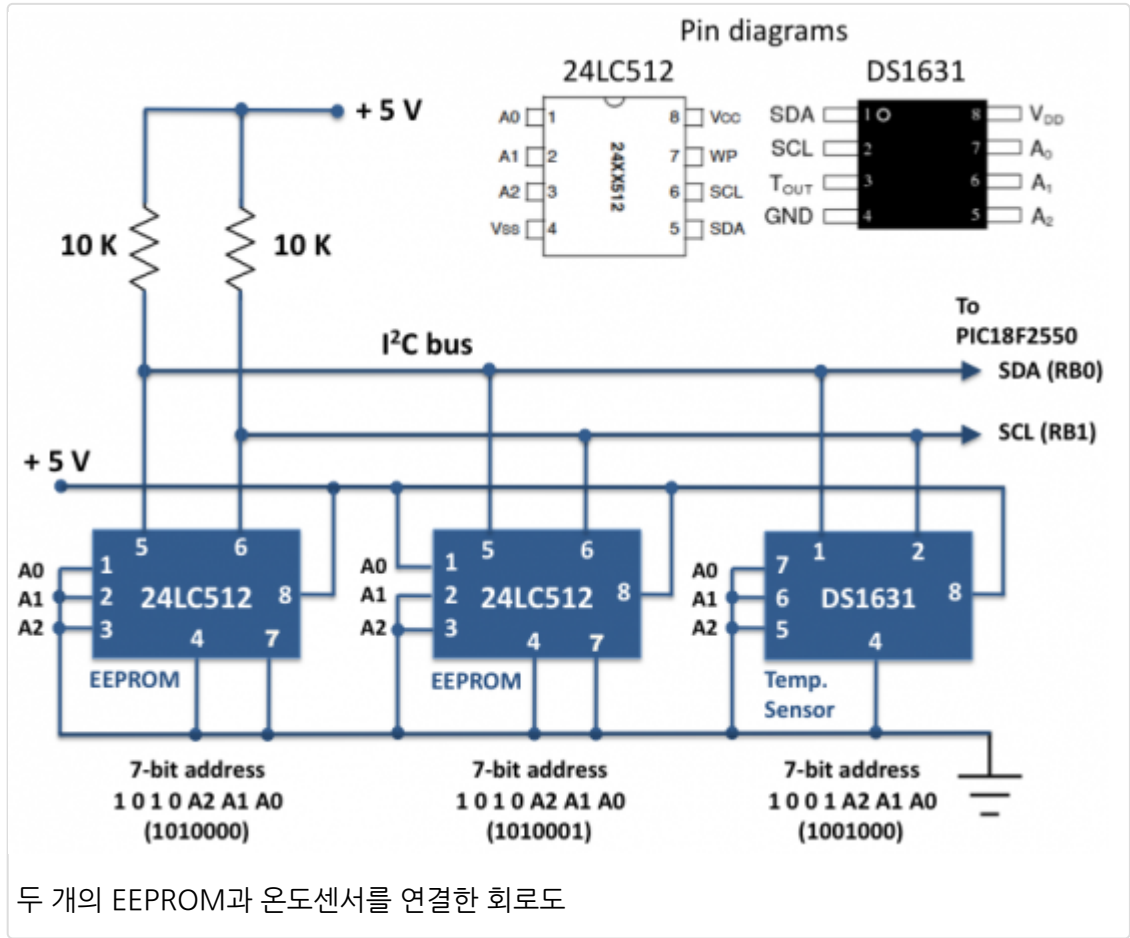 Pin diagrams
24LC512
DS1631
A0 1
A1 2
A2 3
Vss 4
24XX512
8 Vcc
7 WP
6 SCL
5 SDA
SDA 1
SCL 2
TOUT 3
GND 4
8 VDD
7 A0
6 A1
5 A2
+ 5 V
10 K
10 K
I²C bus
To
PIC18F2550
SDA (RB0)
SCL (RB1)
+ 5 V
5 6
A0 1
A1 2
A2 3
24LC512 8
4 7
EEPROM
5 6
A0 1
A1 2
A2 3
24LC512 8
4 7
EEPROM
1 2
A0 7
A1 6
A2 5
DS1631 8
4
Temp.
Sensor
7-bit address
1 0 1 0 A2 A1 A0
(1010000)
7-bit address
1 0 1 0 A2 A1 A0
(1010001)
7-bit address
1 0 0 1 A2 A1 A0
(1001000)
두 개의 EEPROM과 온도센서를 연결한 회로도